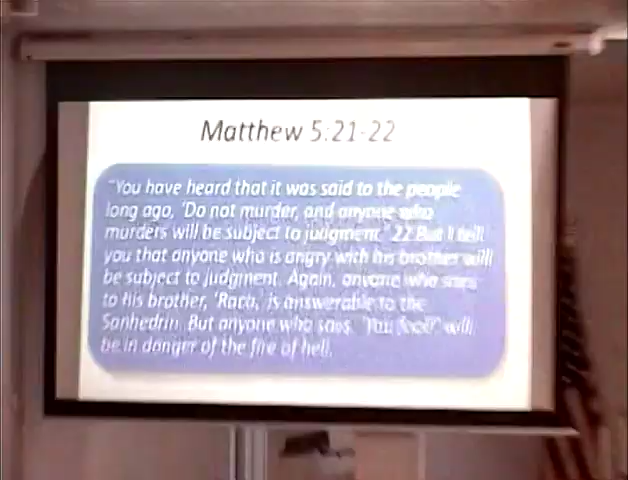 Matthew 5:21-22
"You have heard that it was said to the people
long ago, 'Do not murder, and anyone who
murders will be subject to judgment.' 22 But I tell
you that anyone who is angry with his brother will
be subject to judgment. Again, anyone who says
to his brother, 'Raca,' is answerable to the
Sanhedrin. But anyone who says, 'You fool!' will
be in danger of the fire of hell.